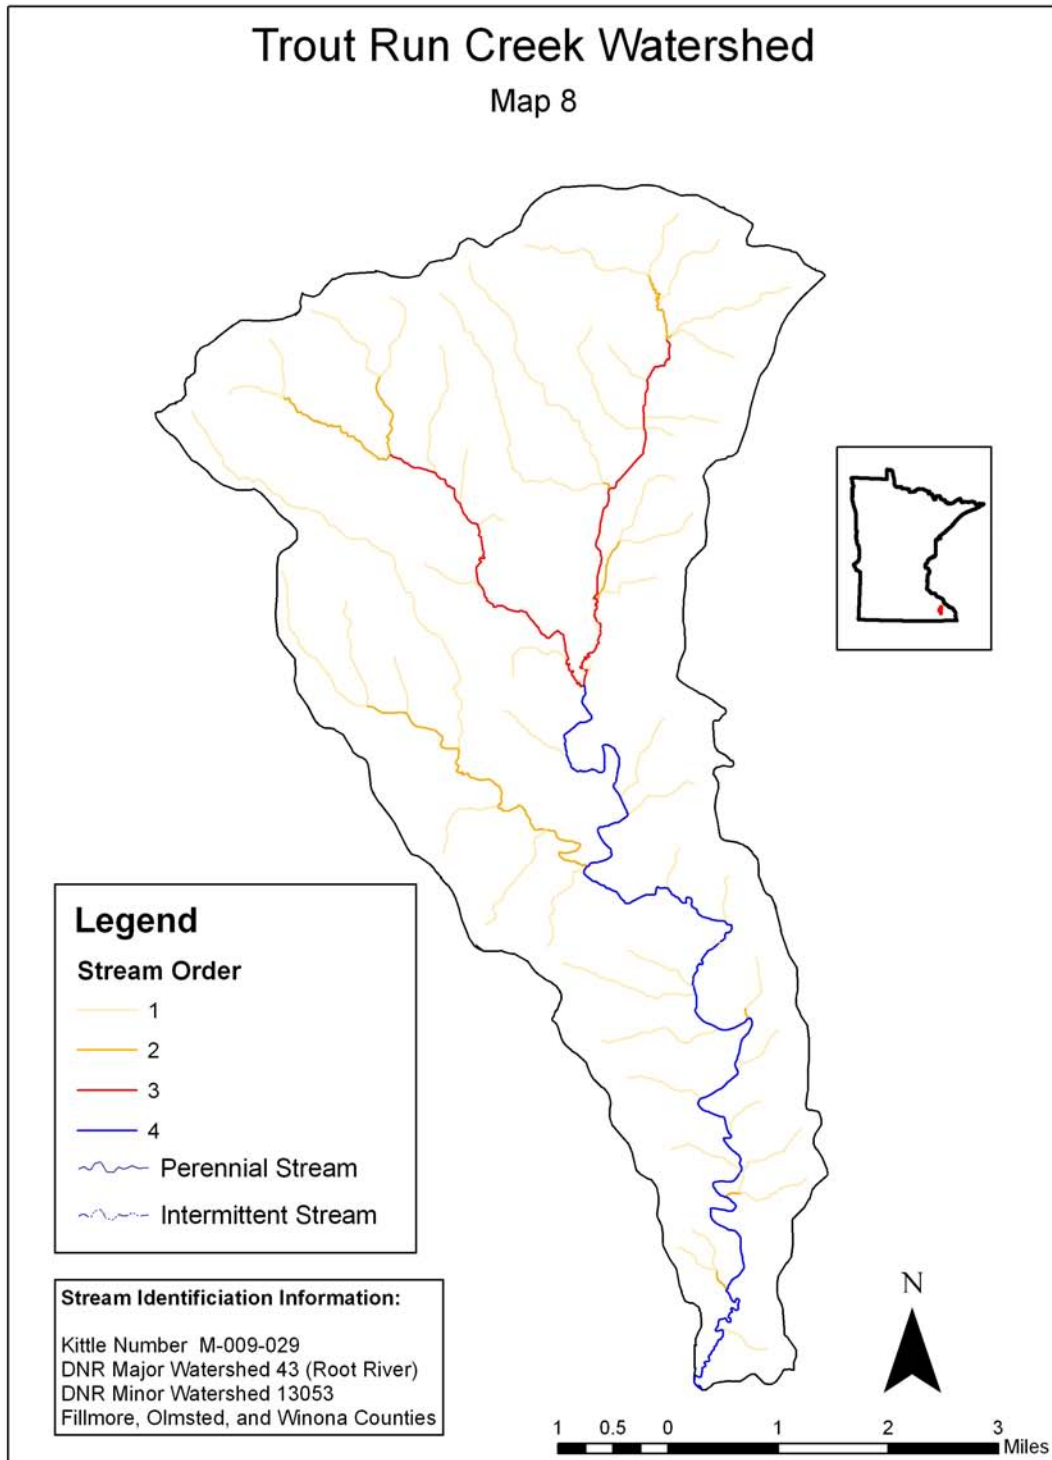 Trout Run Creek Watershed
Map 8
Legend
Stream Order
1
2
3
4
Perennial Stream
Intermittent Stream
Stream Identificiation Information:
Kittle Number M-009-029
DNR Major Watershed 43 (Root River)
DNR Minor Watershed 13053
Fillmore, Olmsted, and Winona Counties
N
1 0.5 0 1 2 3
Miles